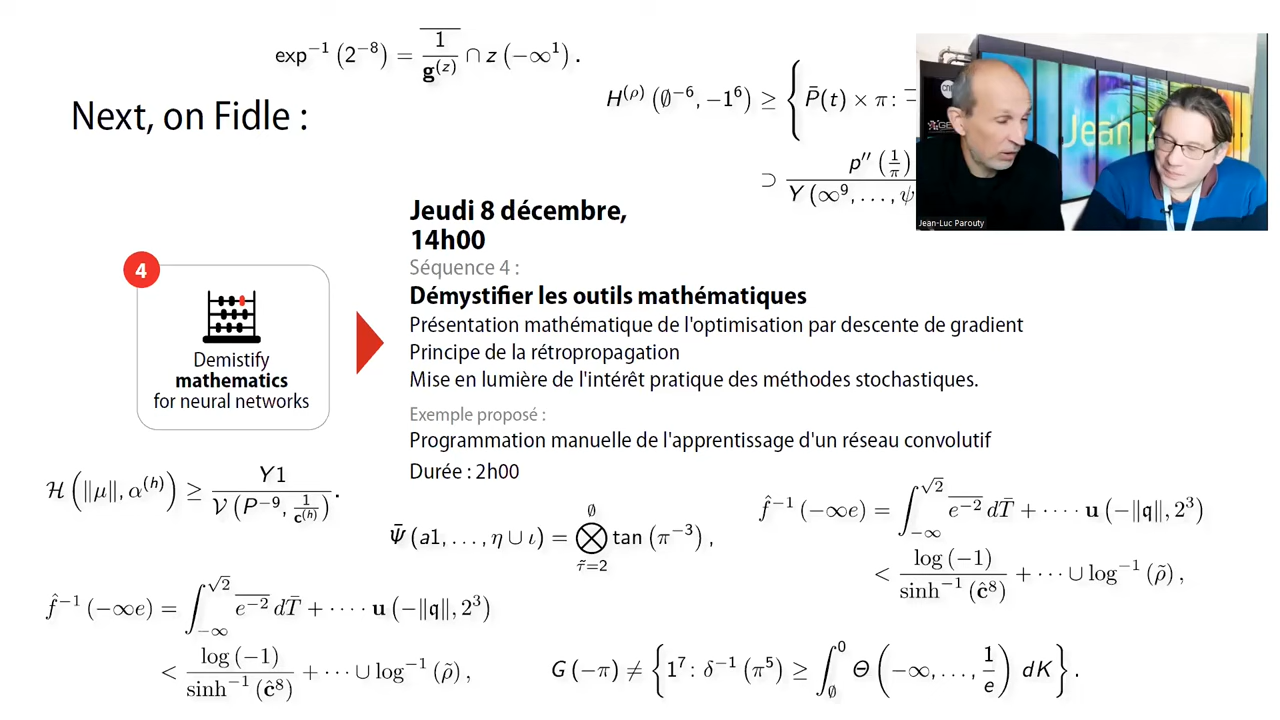 exp⁻¹ (2⁻⁸) = 1 / g⁽ᶻ⁾ ∩ z (−∞¹) .
H⁽ᵖ⁾ (∅⁻⁶, −1⁶) ≥ { P̄(t) × π :
⊃ p″ (1/π) / Y (∞⁹, . . . , ψ
Next, on Fidle :
Jean-Luc Parouty
Jeudi 8 décembre,
14h00
Séquence 4 :
Démystifier les outils mathématiques
Présentation mathématique de l'optimisation par descente de gradient
Principe de la rétropropagation
Mise en lumière de l'intérêt pratique des méthodes stochastiques.
Exemple proposé :
Programmation manuelle de l'apprentissage d'un réseau convolutif
Durée : 2h00
4
Demistify
mathematics
for neural networks
ℋ (‖μ‖, α⁽ʰ⁾) ≥ Y1 / 𝒱 (P⁻⁹, 1/c⁽ʰ⁾) .
Ψ̄ (a1, . . . , η ∪ ι) = ⨂ ∅ τ̃=2 tan (π⁻³) ,
f̂⁻¹ (−∞e) = ∫_{−∞}^{√2} e⁻² dT̄ + · · · · u (−‖𝔮‖, 2³)
< log (−1) / sinh⁻¹ (ĉ⁸) + · · · ∪ log⁻¹ (ρ̃) ,
f̂⁻¹ (−∞e) = ∫_{−∞}^{√2} e⁻² dT̄ + · · · · u (−‖𝔮‖, 2³)
< log (−1) / sinh⁻¹ (ĉ⁸) + · · · ∪ log⁻¹ (ρ̃) ,
G (−π) ≠ { 1⁷ : δ⁻¹ (π⁵) ≥ ∫_{∅}^{0} Θ (−∞, . . . , 1/e) dK } .